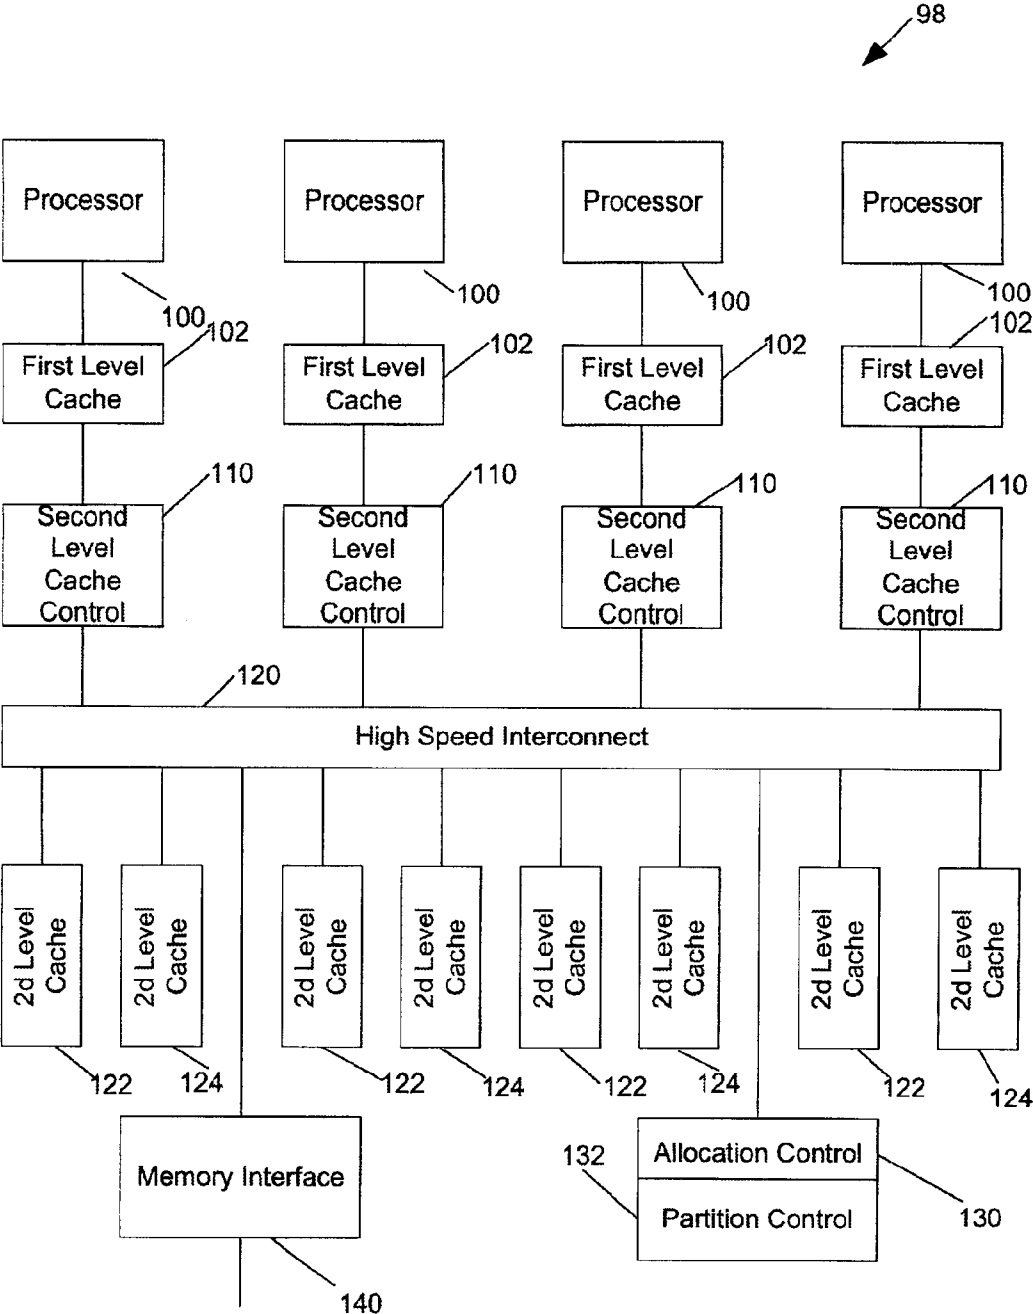 98
Processor
Processor
Processor
Processor
100
100
100
100
102
102
102
102
First Level
Cache
First Level
Cache
First Level
Cache
First Level
Cache
110
110
110
110
Second
Level
Cache
Control
Second
Level
Cache
Control
Second
Level
Cache
Control
Second
Level
Cache
Control
120
High Speed Interconnect
2d Level
Cache
2d Level
Cache
2d Level
Cache
2d Level
Cache
2d Level
Cache
2d Level
Cache
2d Level
Cache
2d Level
Cache
122
124
122
124
122
124
122
124
Memory Interface
140
132
Allocation Control
Partition Control
130